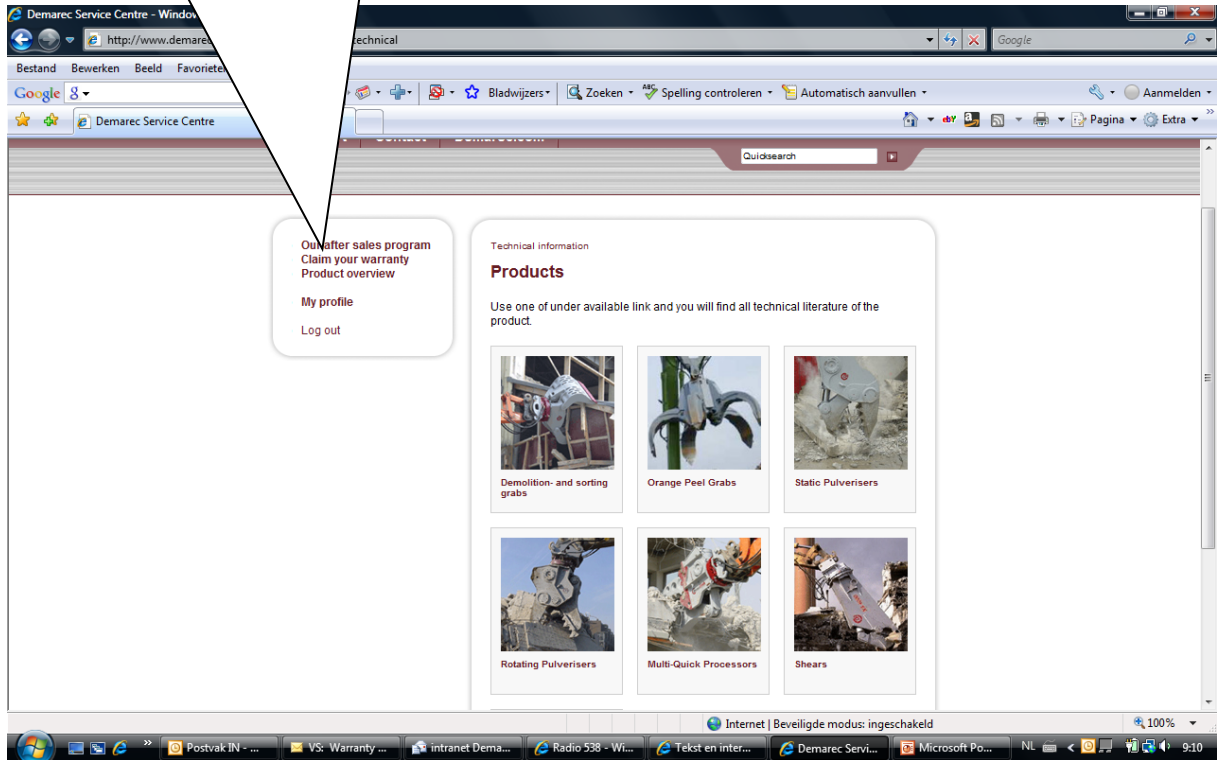 Demarec Service Centre - Window
http://www.demarec
technical
Google
Bestand Bewerken Beeld Favorieten
Google
Bladwijzers
Zoeken
ABC
Spelling controleren
Automatisch aanvullen
Aanmelden
Demarec Service Centre
Pagina
Extra
Quicksearch
Our after sales program
Claim your warranty
Product overview
My profile
Log out
Technical information
Products
Use one of under available link and you will find all technical literature of the
product.
Demolition- and sorting
grabs
Orange Peel Grabs
Static Pulverisers
Rotating Pulverisers
Multi-Quick Processors
Shears
Internet | Beveiligde modus: ingeschakeld
100%
Postvak IN - ...
VS: Warranty ...
intranet Dema...
Radio 538 - Wi...
Tekst en inter...
Demarec Servi...
Microsoft Po...
NL
9:10